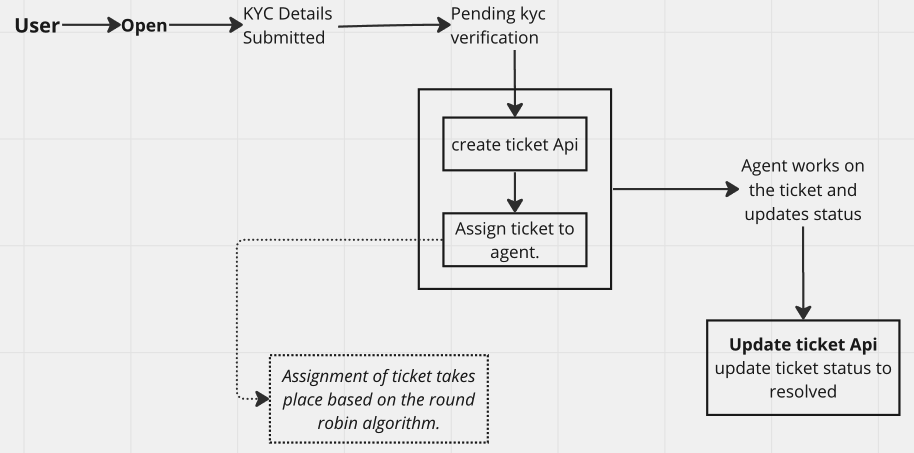 User
Open
KYC Details
Submitted
Pending kyc
verification
create ticket Api
Assign ticket to
agent.
Agent works on
the ticket and
updates status
Update ticket Api
update ticket status to
resolved
Assignment of ticket takes
place based on the round
robin algorithm.